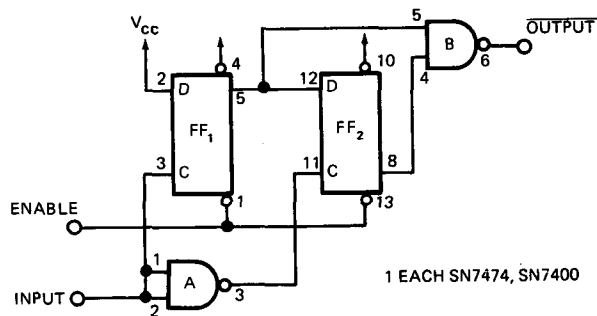 V_CC
OUTPUT
5
B
6
4
4
10
2
D
5
12
D
FF₁
FF₂
3
C
11
C
8
1
13
ENABLE
1
A
3
2
INPUT
1 EACH SN7474, SN7400